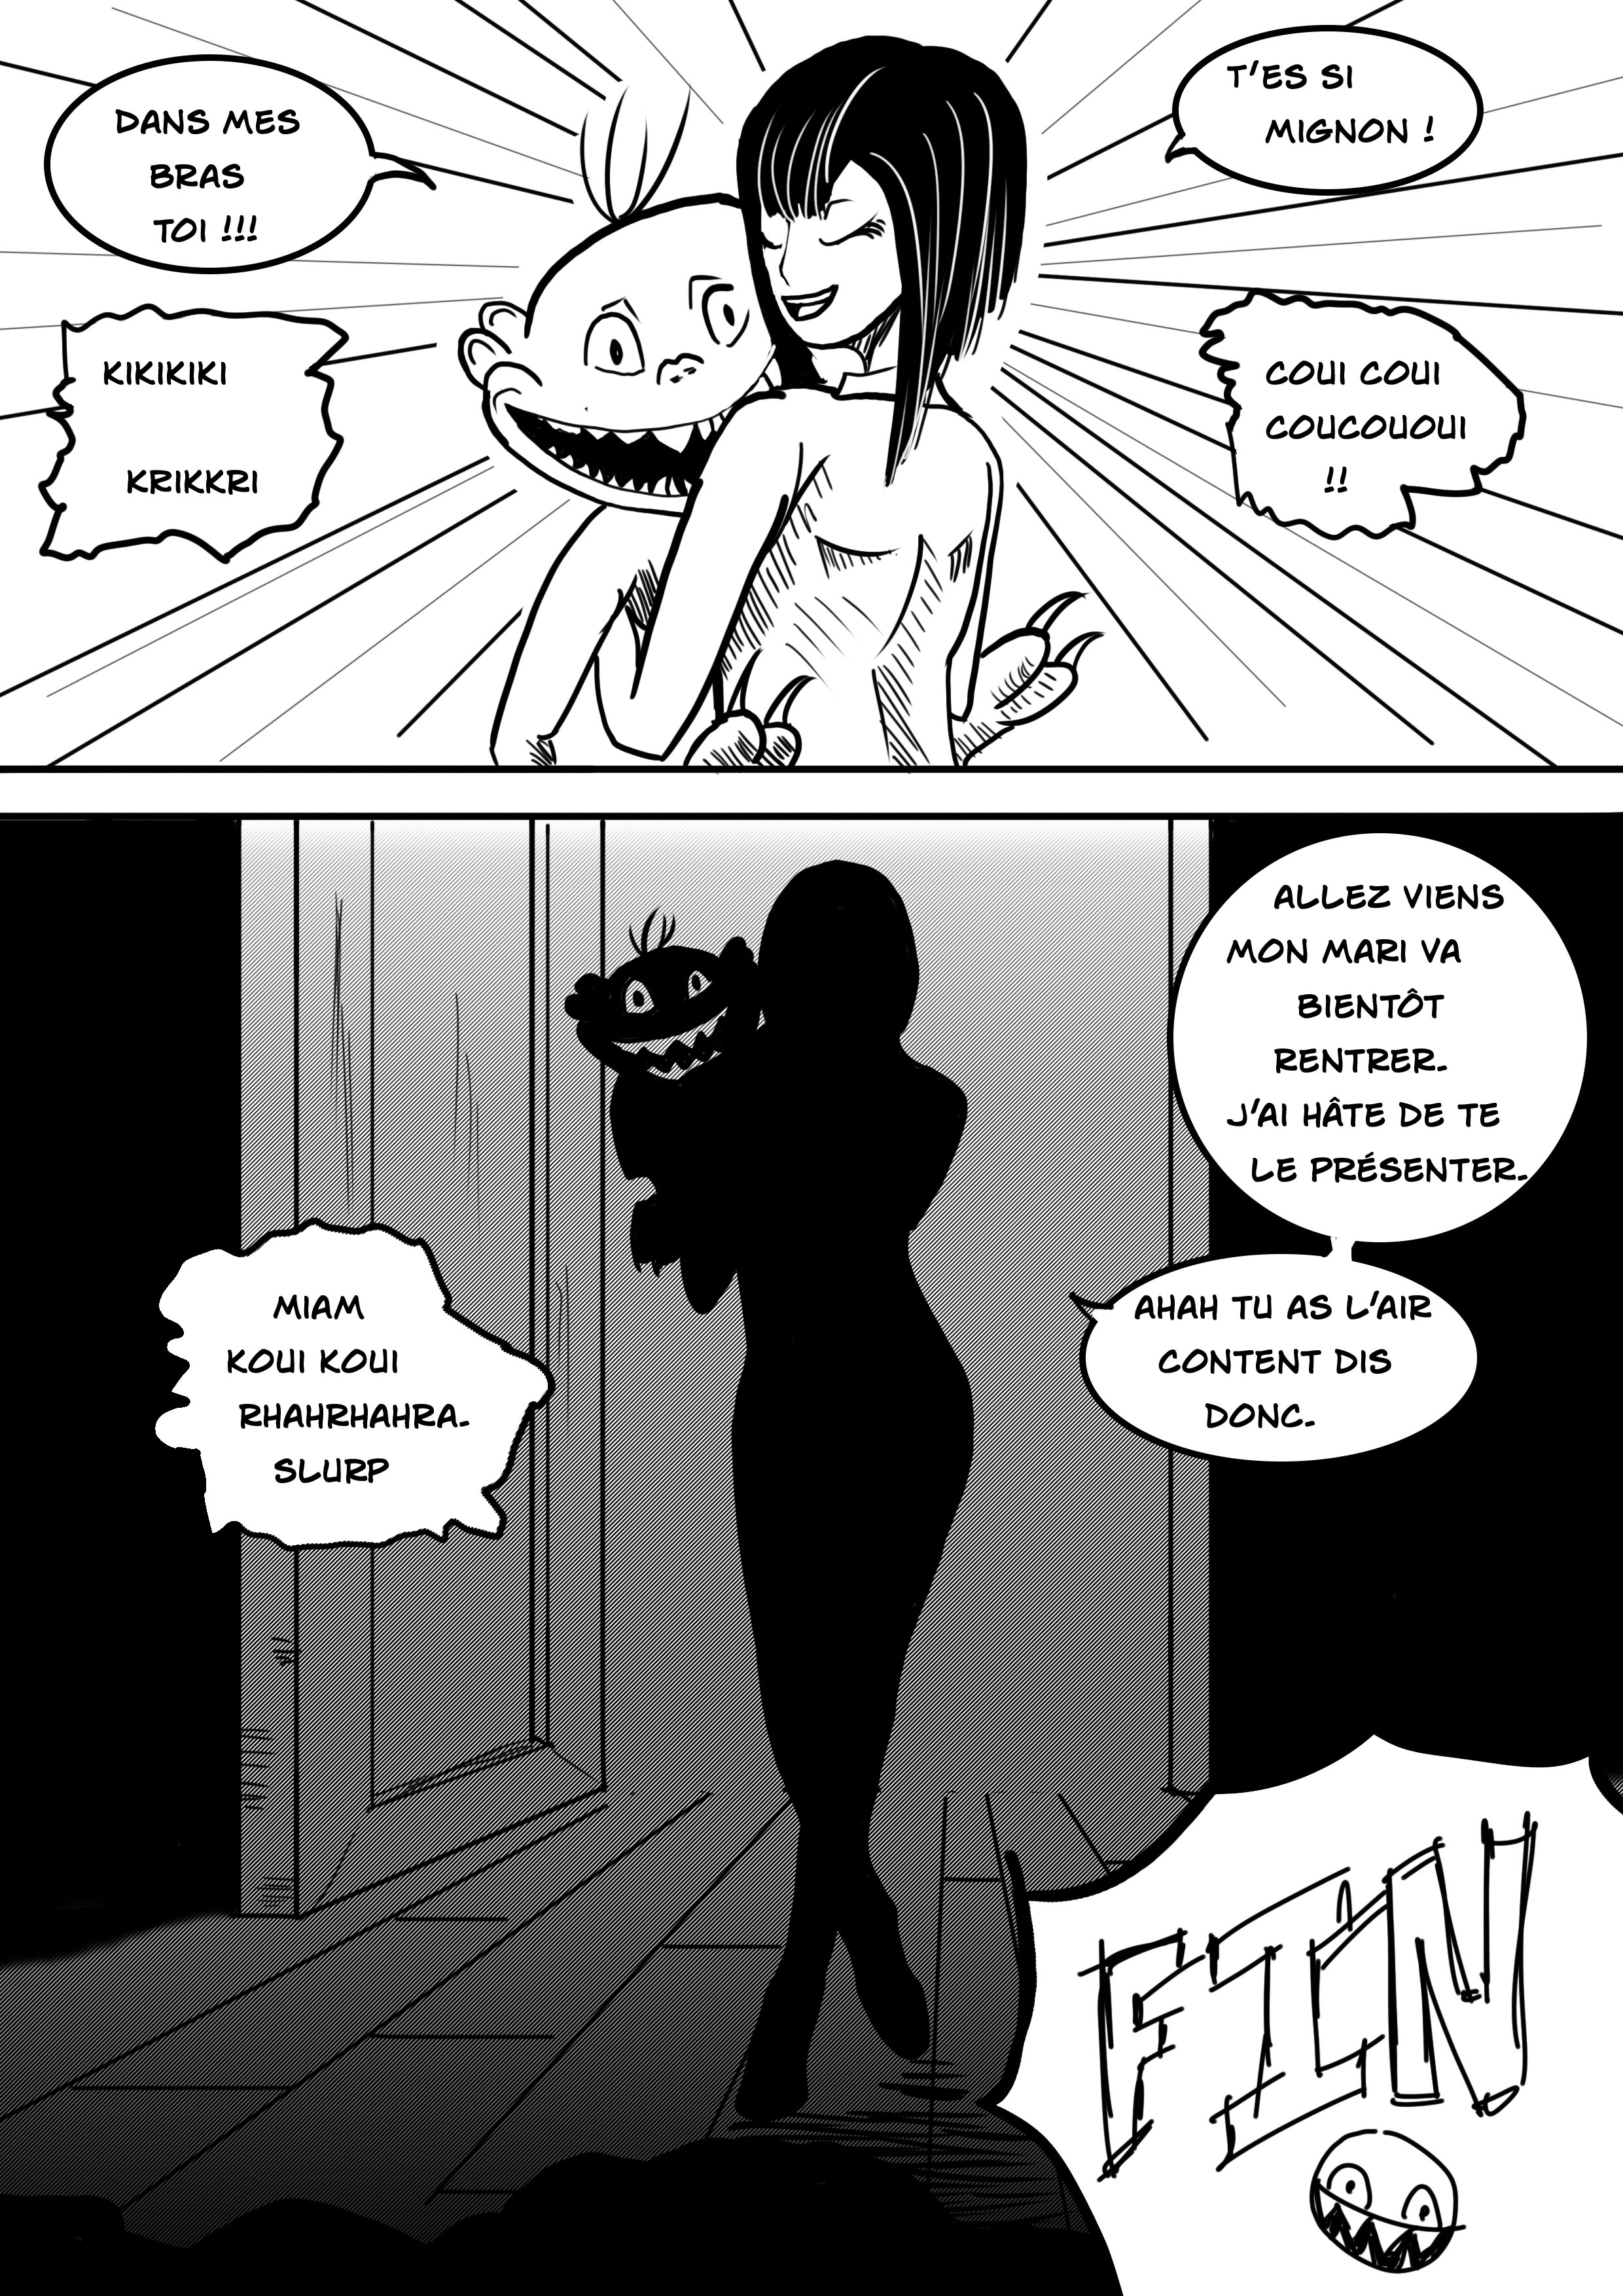 DANS MES
BRAS
TOI !!!
T'ES SI
MIGNON !
KIKIKIKI
KRIKKRI
COUI COUI
COUCOUOUI
!!
ALLEZ VIENS
MON MARI VA
BIENTÔT
RENTRER.
J'AI HÂTE DE TE
LE PRÉSENTER.
AHAH TU AS L'AIR
CONTENT DIS
DONC.
MIAM
KOUI KOUI
RHAHRHAHRA.
SLURP
FIN